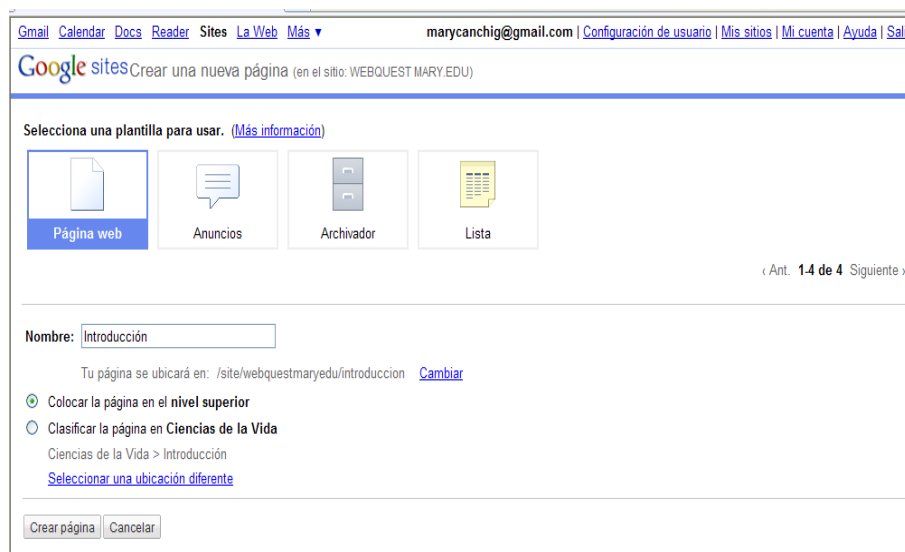 Gmail Calendar Docs Reader Sites La Web Más ▼ marycanchig@gmail.com | Configuración de usuario | Mis sitios | Mi cuenta | Ayuda |
Google sites Crear una nueva página (en el sitio: WEBQUEST MARY.EDU)
Selecciona una plantilla para usar. (Más información)
Página web Anuncios Archivador Lista
‹ Ant. 1-4 de 4 Siguiente ›
Nombre: Introducción
Tu página se ubicará en: /site/webquestmaryedu/introduccion Cambiar
Colocar la página en el nivel superior
Clasificar la página en Ciencias de la Vida
Ciencias de la Vida > Introducción
Seleccionar una ubicación diferente
Crear página Cancelar